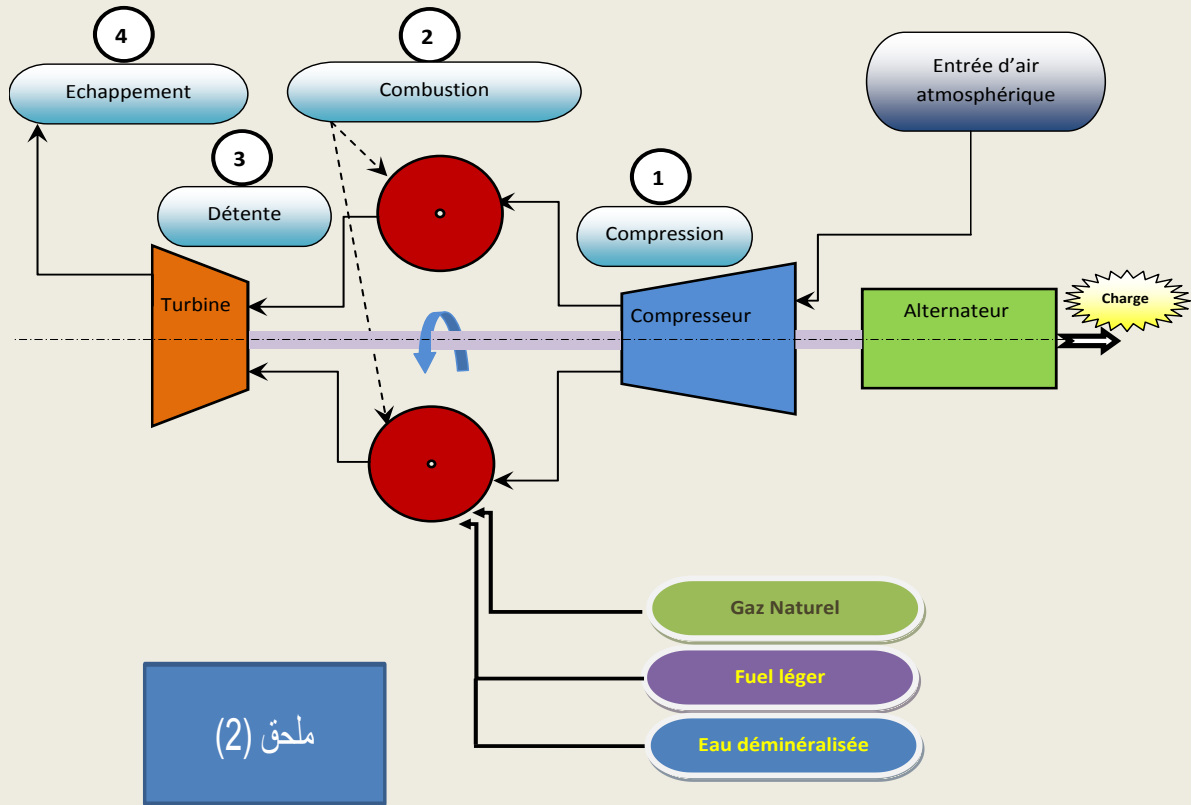 4
2
Echappement
Combustion
Entrée d’air
atmosphérique
3
1
Détente
Compression
Turbine
Compresseur
Alternateur
Charge
Gaz Naturel
Fuel léger
Eau déminéralisée
ملحق (2)